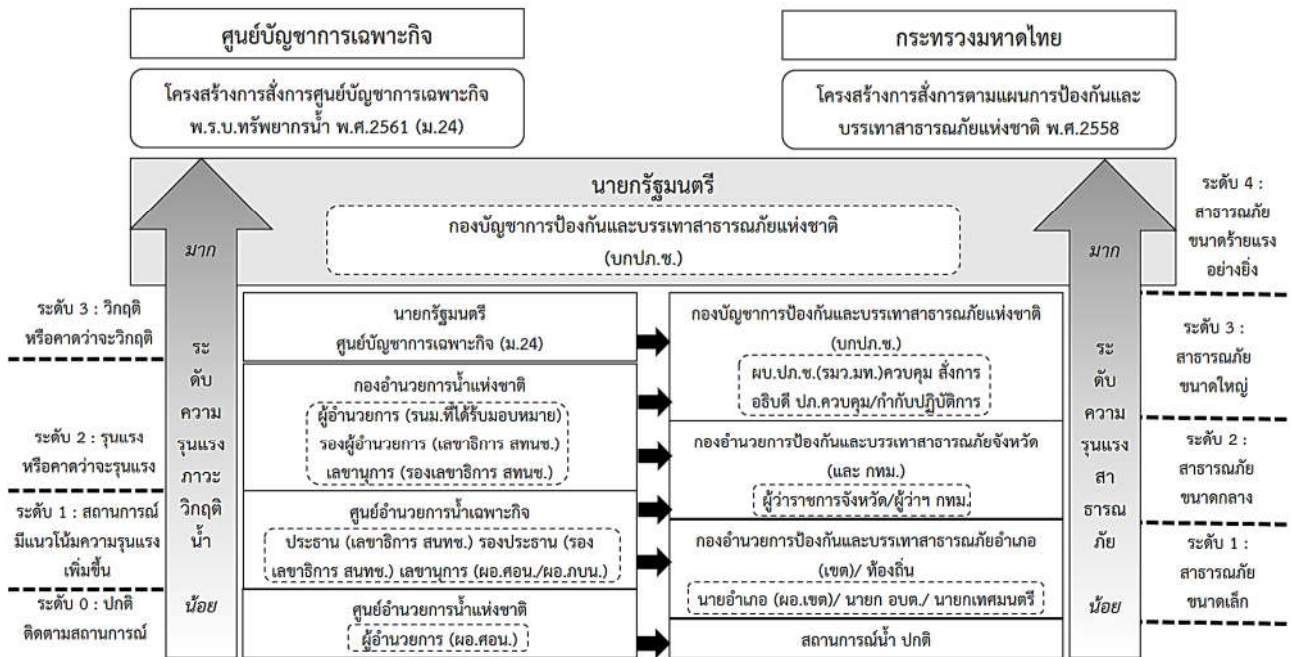 ศูนย์บัญชาการเฉพาะกิจ
กระทรวงมหาดไทย
โครงสร้างการสั่งการศูนย์บัญชาการเฉพาะกิจ
พ.ร.บ.ทรัพยากรน้ำ พ.ศ.2561 (ม.24)
โครงสร้างการสั่งการตามแผนการป้องกันและ
บรรเทาสาธารณภัยแห่งชาติ พ.ศ.2558
นายกรัฐมนตรี
กองบัญชาการป้องกันและบรรเทาสาธารณภัยแห่งชาติ
(บกปภ.ช.)
ระดับ 4 :
สาธารณภัย
ขนาดร้ายแรง
อย่างยิ่ง
มาก
ระ
ดับ
ความ
รุนแรง
ภาวะ
วิกฤติ
น้ำ
น้อย
มาก
ระ
ดับ
ความ
รุนแรง
สา
ธารณ
ภัย
น้อย
ระดับ 3 : วิกฤติ
หรือคาดว่าจะวิกฤติ
นายกรัฐมนตรี
ศูนย์บัญชาการเฉพาะกิจ (ม.24)
กองบัญชาการป้องกันและบรรเทาสาธารณภัยแห่งชาติ
(บกปภ.ช.)
ผบ.ปภ.ช.(รมว.มท.)ควบคุม สั่งการ
อธิบดี ปภ.ควบคุม/กำกับปฏิบัติการ
ระดับ 3 :
สาธารณภัย
ขนาดใหญ่
ระดับ 2 : รุนแรง
หรือคาดว่าจะรุนแรง
กองอำนวยการน้ำแห่งชาติ
ผู้อำนวยการ (รนม.ที่ได้รับมอบหมาย)
รองผู้อำนวยการ (เลขาธิการ สทนช.)
เลขานุการ (รองเลขาธิการ สทนช.)
กองอำนวยการป้องกันและบรรเทาสาธารณภัยจังหวัด
(และ กทม.)
ผู้ว่าราชการจังหวัด/ผู้ว่าฯ กทม.
ระดับ 2 :
สาธารณภัย
ขนาดกลาง
ระดับ 1 : สถานการณ์
มีแนวโน้มความรุนแรง
เพิ่มขึ้น
ศูนย์อำนวยการน้ำเฉพาะกิจ
ประธาน (เลขาธิการ สนทช.) รองประธาน (รอง
เลขาธิการ สนทช.) เลขานุการ (ผอ.ศอน./ผอ.ภบน.)
กองอำนวยการป้องกันและบรรเทาสาธารณภัยอำเภอ
(เขต)/ ท้องถิ่น
นายอำเภอ (ผอ.เขต)/ นายก อบต./ นายกเทศมนตรี
ระดับ 1 :
สาธารณภัย
ขนาดเล็ก
ระดับ 0 : ปกติ
ติดตามสถานการณ์
ศูนย์อำนวยการน้ำแห่งชาติ
ผู้อำนวยการ (ผอ.ศอน.)
สถานการณ์น้ำ ปกติ